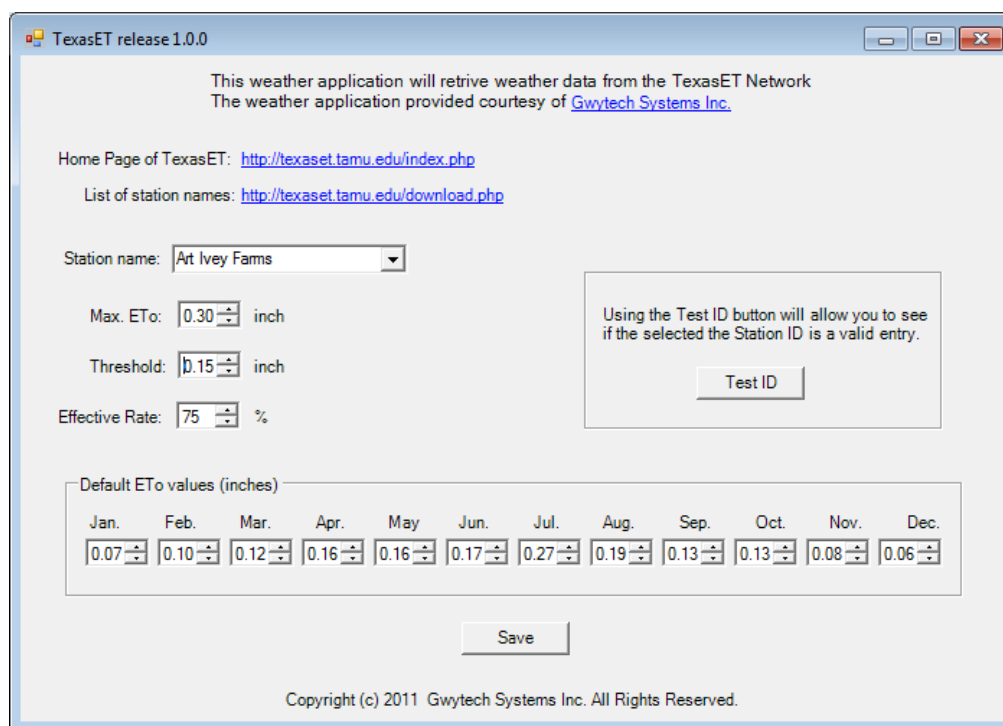 TexasET release 1.0.0
This weather application will retrive weather data from the TexasET Network
The weather application provided courtesy of Gwytech Systems Inc.
Home Page of TexasET: http://texaset.tamu.edu/index.php
List of station names: http://texaset.tamu.edu/download.php
Station name: Art Ivey Farms
Max. ETo: 0.30 inch
Threshold: 0.15 inch
Effective Rate: 75 %
Using the Test ID button will allow you to see
if the selected the Station ID is a valid entry.
Test ID
Default ETo values (inches)
Jan. Feb. Mar. Apr. May Jun. Jul. Aug. Sep. Oct. Nov. Dec.
0.07 0.10 0.12 0.16 0.16 0.17 0.27 0.19 0.13 0.13 0.08 0.06
Save
Copyright (c) 2011 Gwytech Systems Inc. All Rights Reserved.